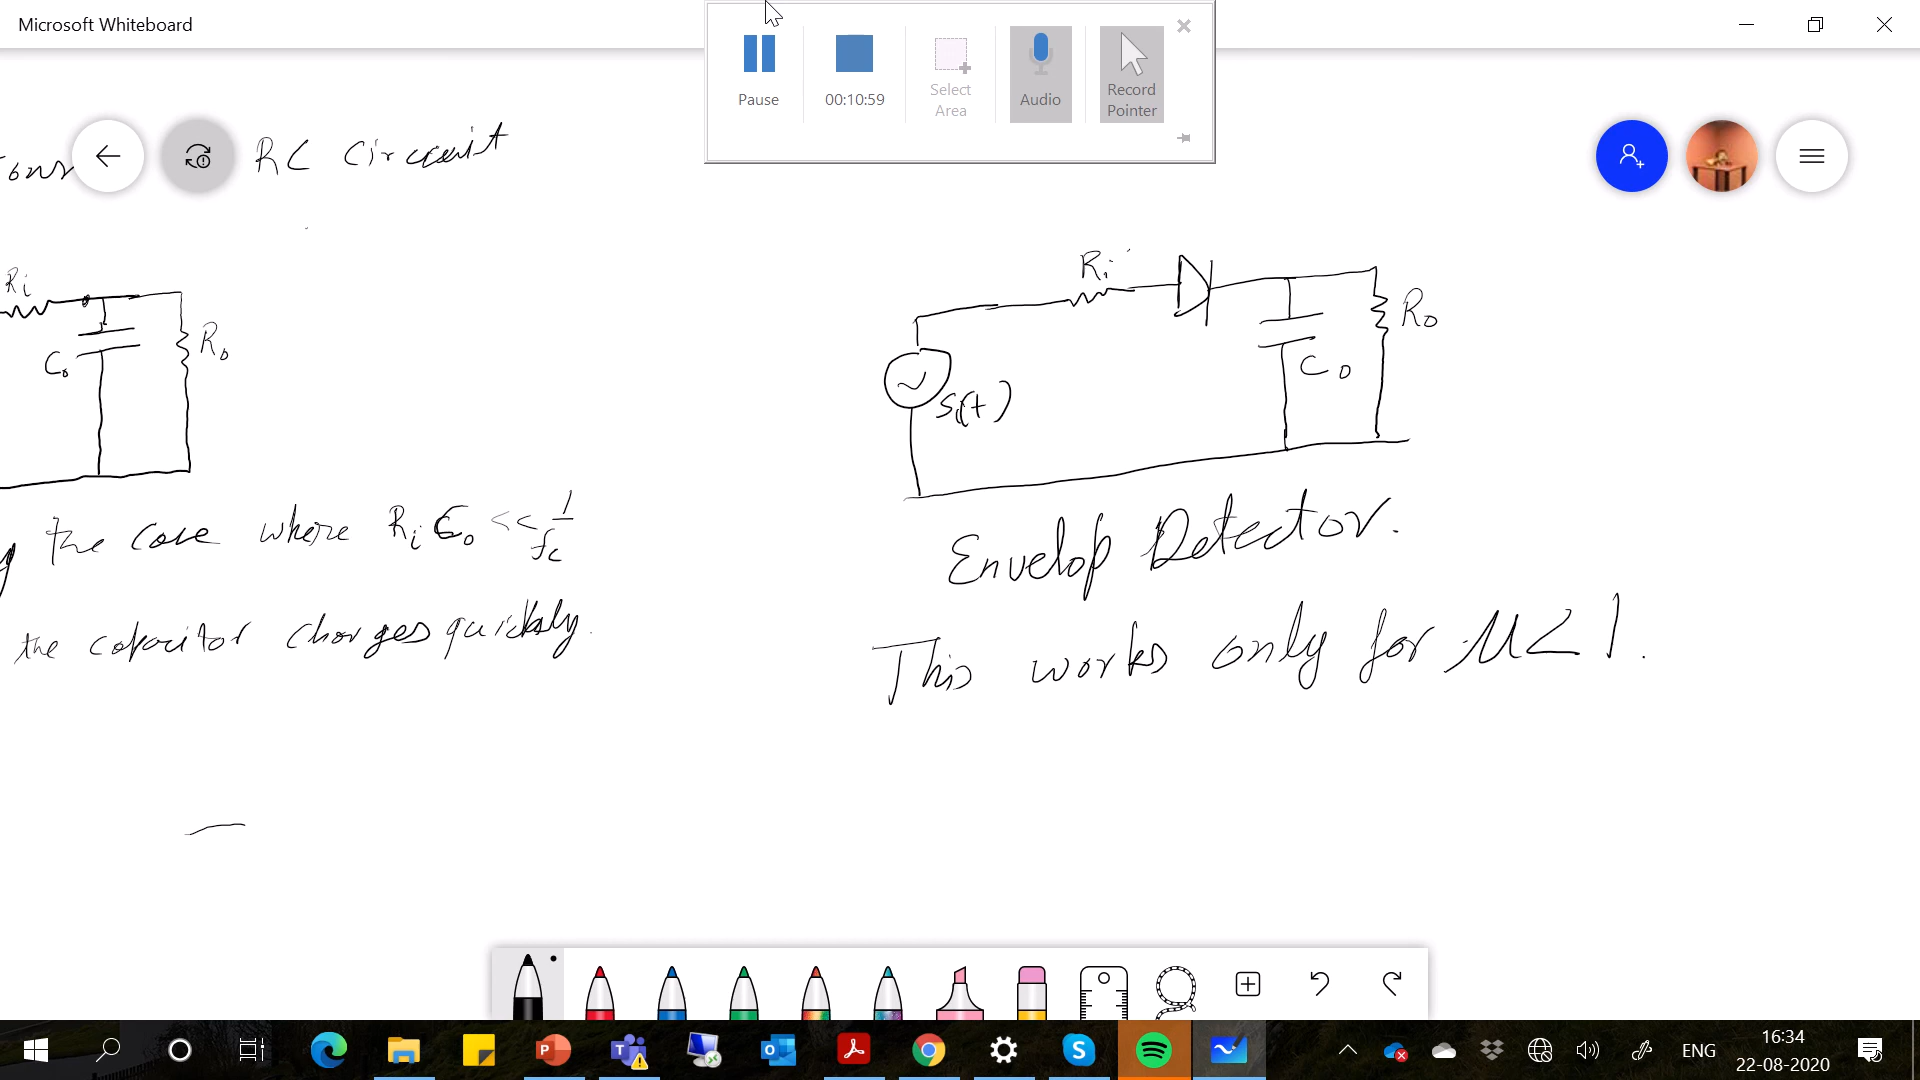 Microsoft Whiteboard
Pause
00:10:59
Select Area
Audio
Record Pointer
RC Circuit
Ri
Co
Ro
the case where Ri Co << 1/fc
the capacitor charges quickly.
Ri
Ro
Co
s(t)
Envelop Detector.
This works only for μ<1.
ENG
16:34
22-08-2020